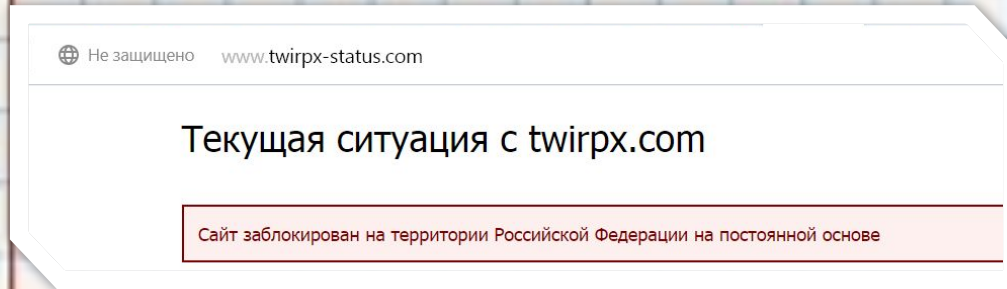 Не защищено www.twirpx-status.com
Текущая ситуация с twirpx.com
Сайт заблокирован на территории Российской Федерации на постоянной основе